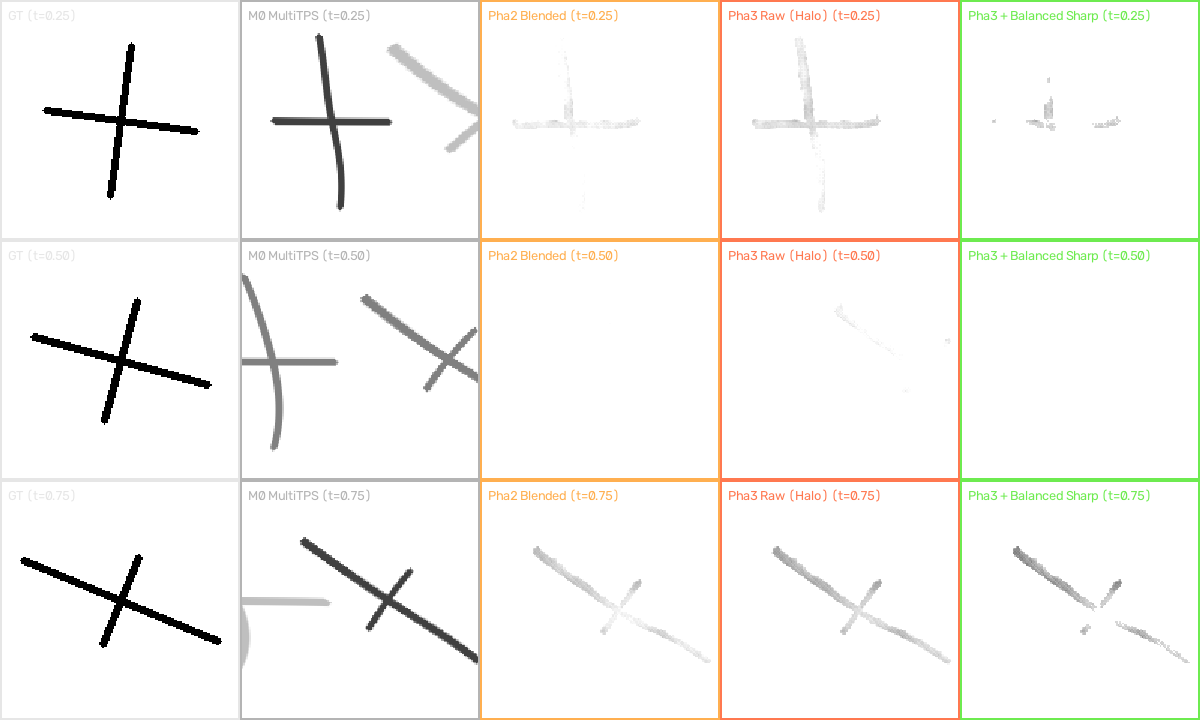 GT (t=0.25)
M0 MultiTPS (t=0.25)
Pha2 Blended (t=0.25)
Pha3 Raw (Halo) (t=0.25)
Pha3 + Balanced Sharp (t=0.25)
GT (t=0.50)
M0 MultiTPS (t=0.50)
Pha2 Blended (t=0.50)
Pha3 Raw (Halo) (t=0.50)
Pha3 + Balanced Sharp (t=0.50)
GT (t=0.75)
M0 MultiTPS (t=0.75)
Pha2 Blended (t=0.75)
Pha3 Raw (Halo) (t=0.75)
Pha3 + Balanced Sharp (t=0.75)